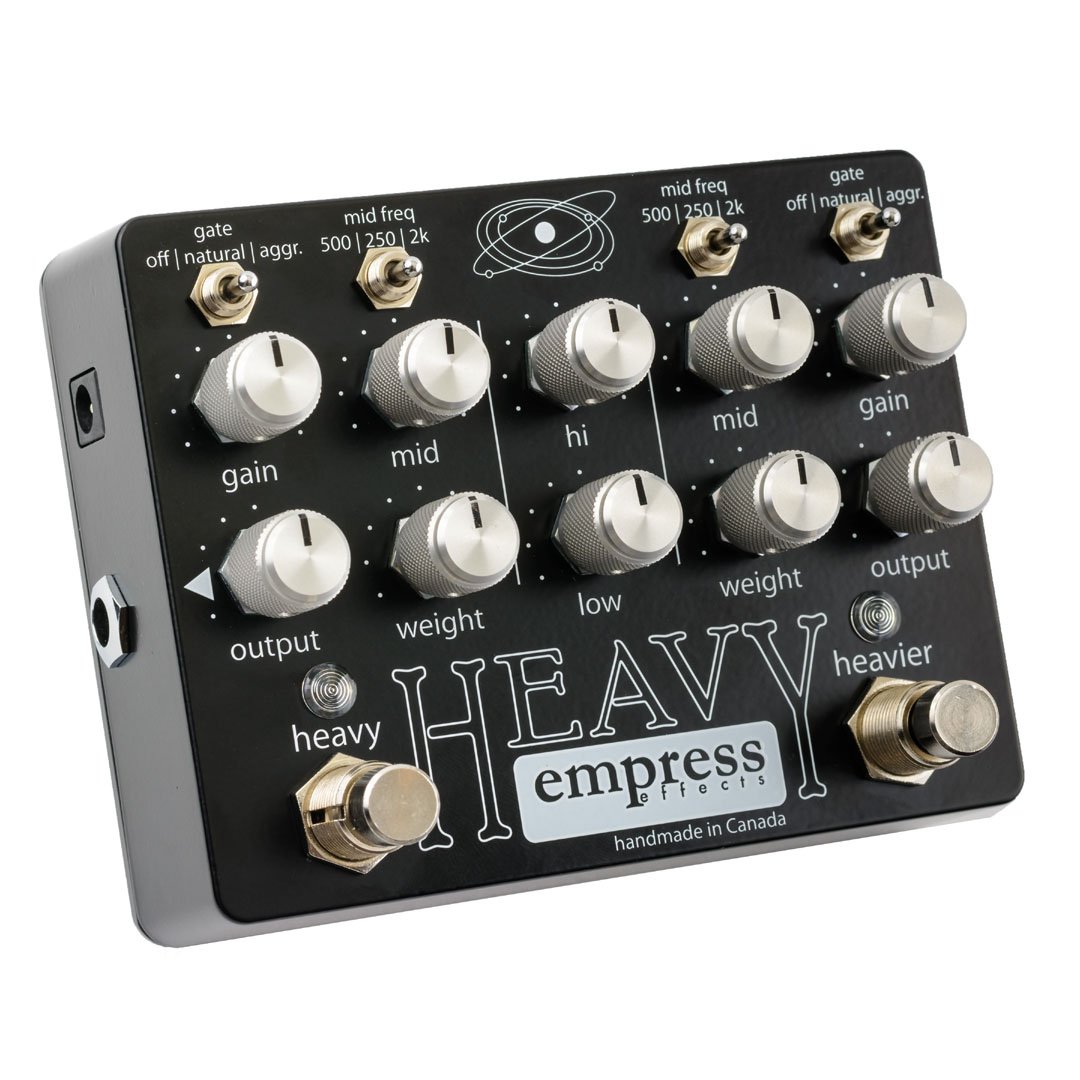 gate
off | natural | aggr.
mid freq
500 | 250 | 2k
mid freq
500 | 250 | 2k
gate
off | natural | aggr.
gain
mid
hi
mid
gain
output
weight
low
weight
output
heavy
HEAVY
heavier
empress
effects
handmade in Canada